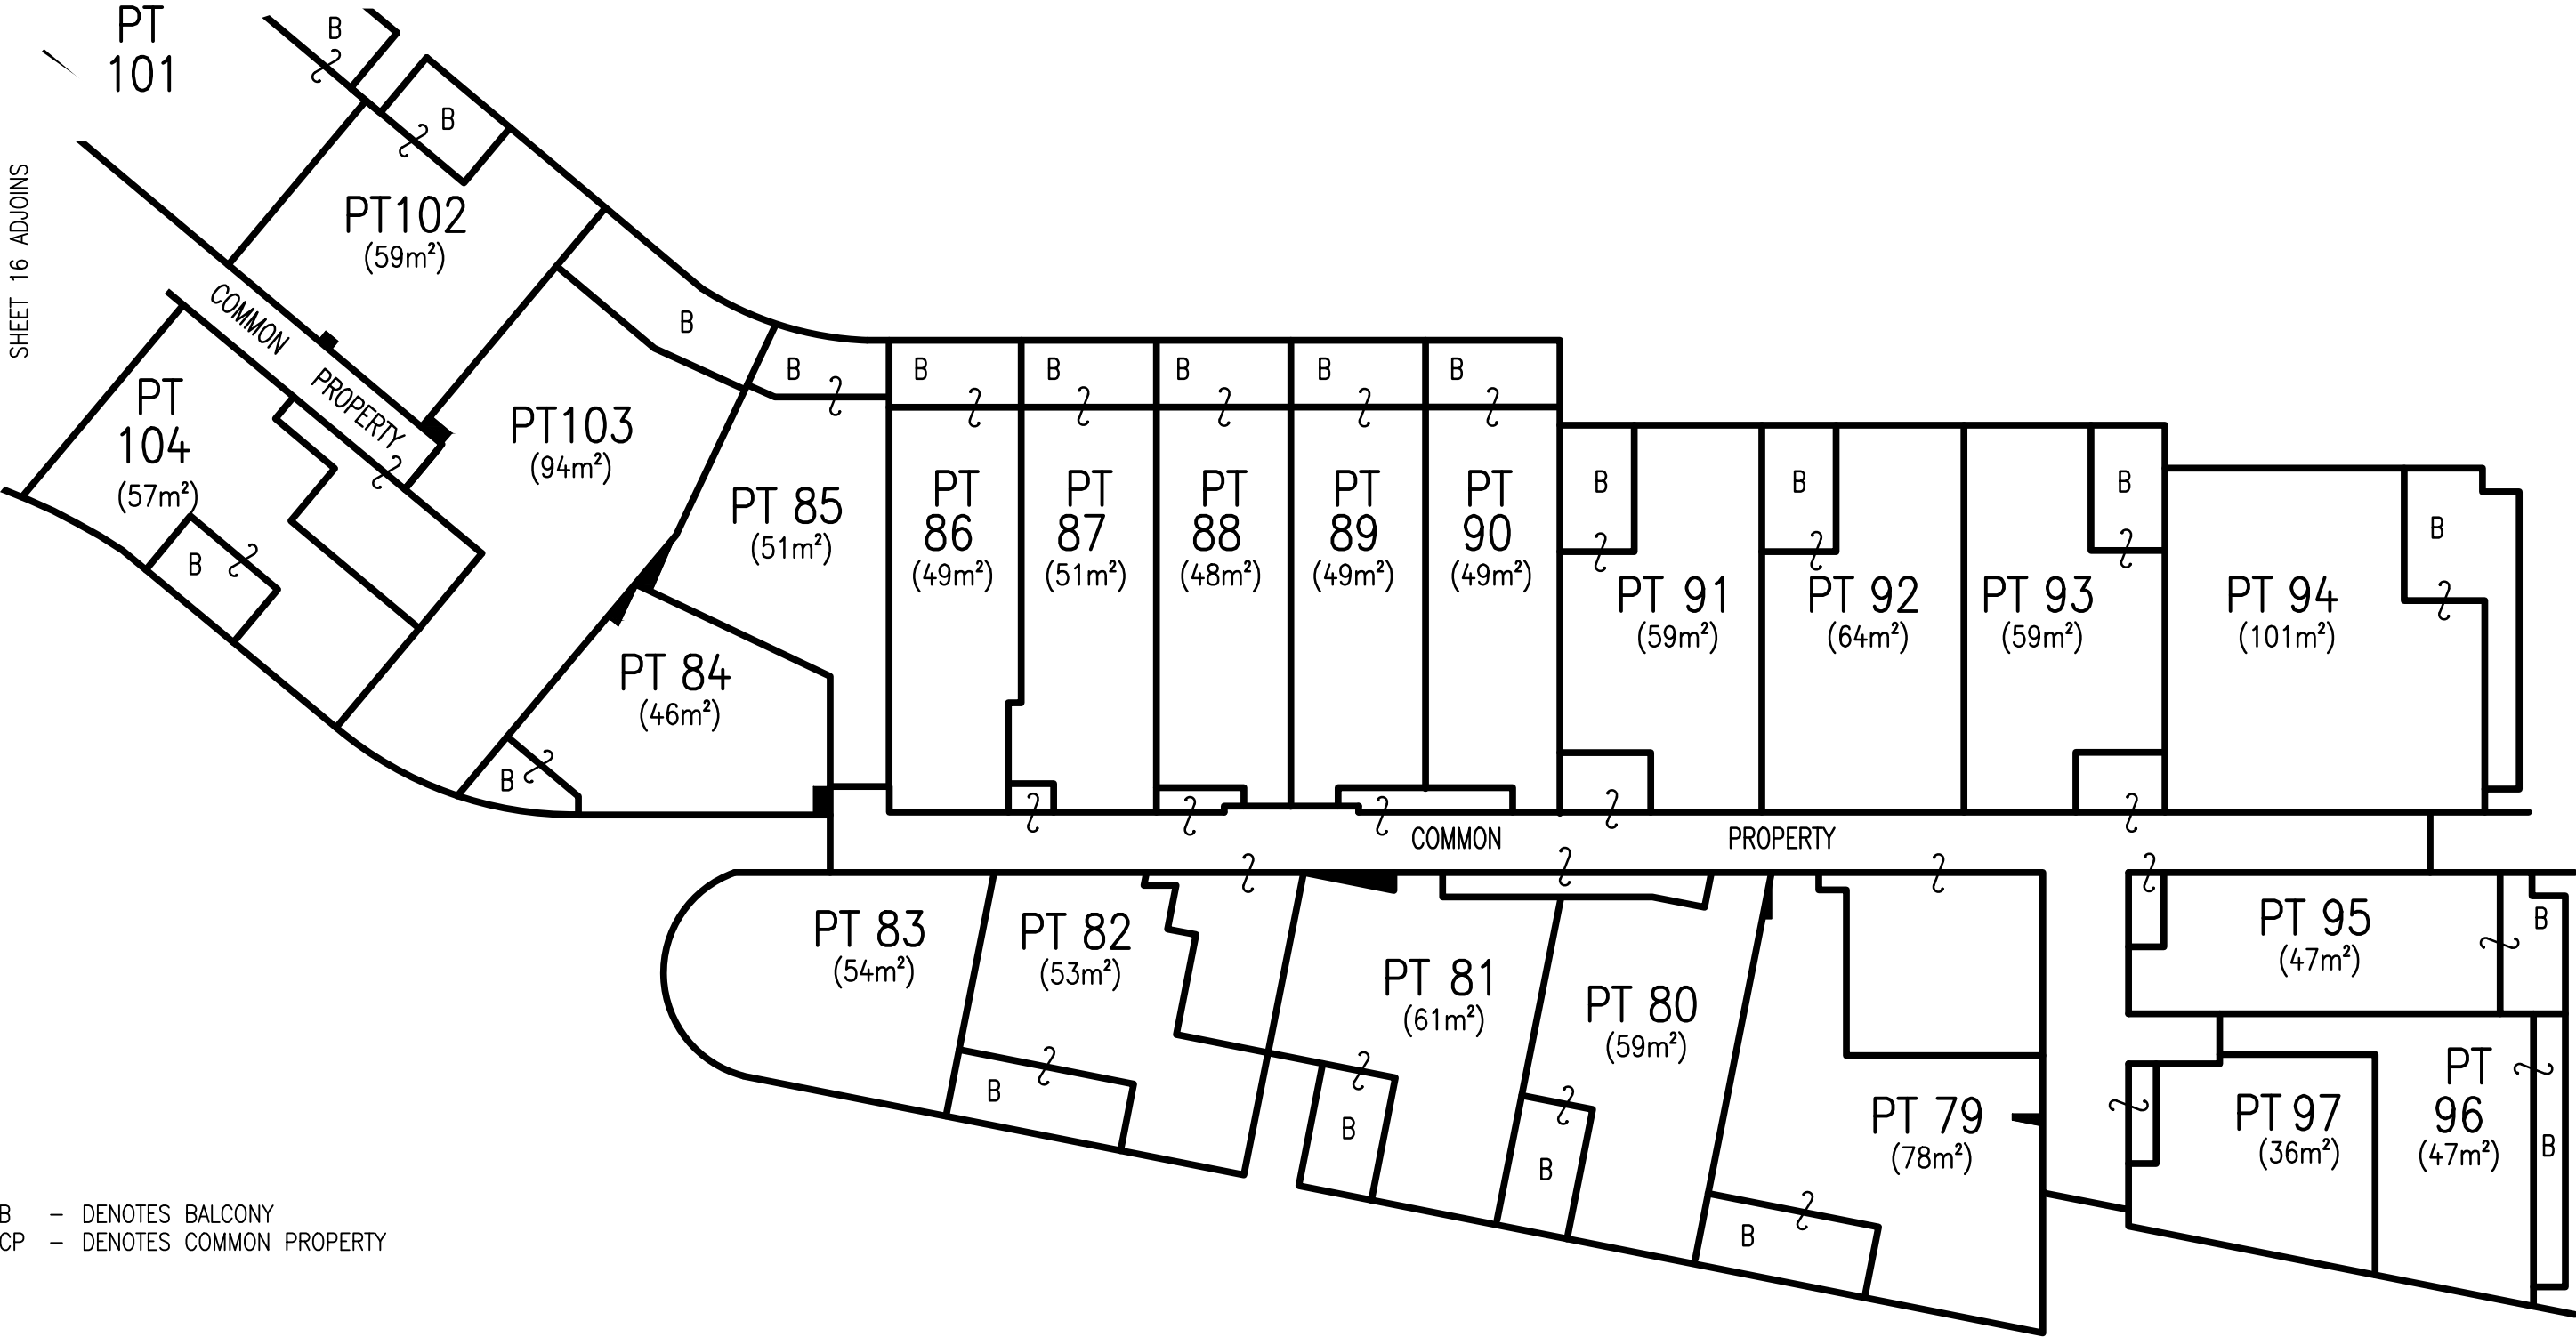 PT
101
B
B
SHEET 16 ADJOINS
PT102
(59m²)
COMMON PROPERTY
B
B
B
B
B
B
B
PT
104
(57m²)
B
PT103
(94m²)
PT 85
(51m²)
PT
86
(49m²)
PT
87
(51m²)
PT
88
(48m²)
PT
89
(49m²)
PT
90
(49m²)
B
B
B
B
PT 91
(59m²)
PT 92
(64m²)
PT 93
(59m²)
PT 94
(101m²)
PT 84
(46m²)
B
COMMON PROPERTY
PT 83
(54m²)
PT 82
(53m²)
B
PT 81
(61m²)
B
PT 80
(59m²)
B
PT 79
(78m²)
B
PT 95
(47m²)
B
PT 97
(36m²)
PT
96
(47m²)
B
B – DENOTES BALCONY
CP – DENOTES COMMON PROPERTY